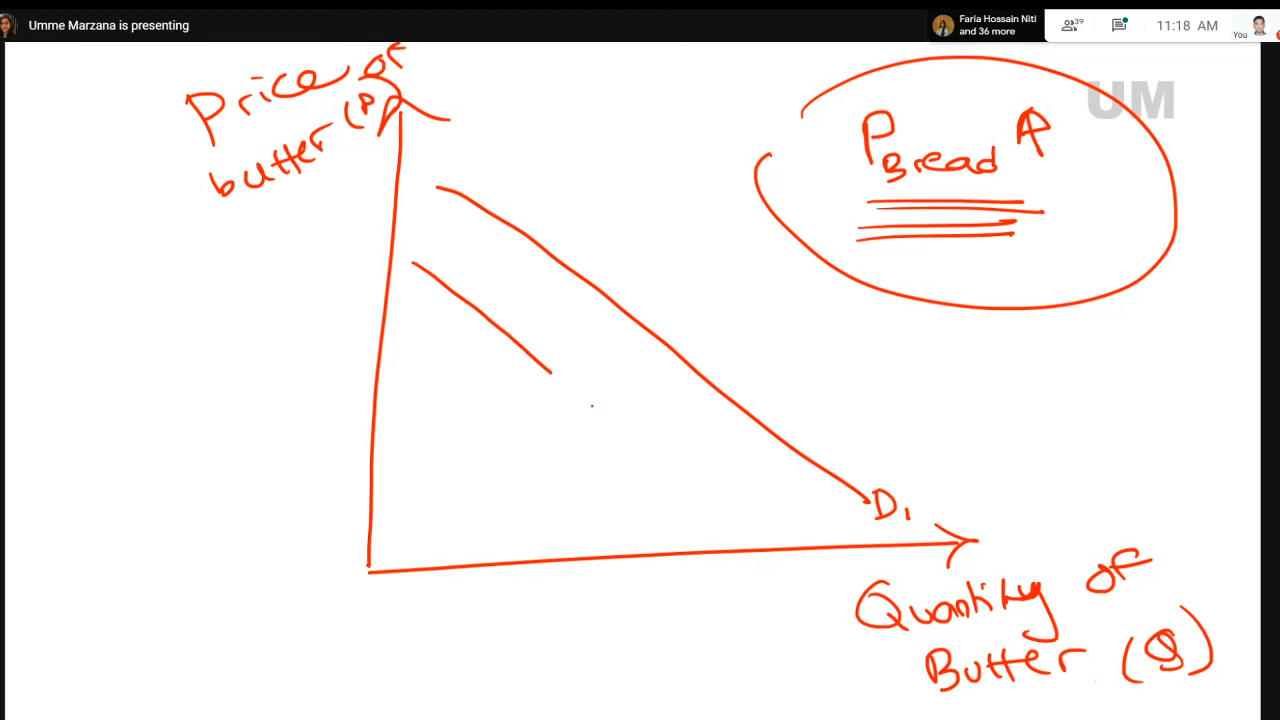 Umme Marzana is presenting
Faria Hossain Niti
and 36 more
39
11:18 AM
You
UM
Price of
butter (P)
P Bread ↑
D1
Quantity of
Butter (Q)